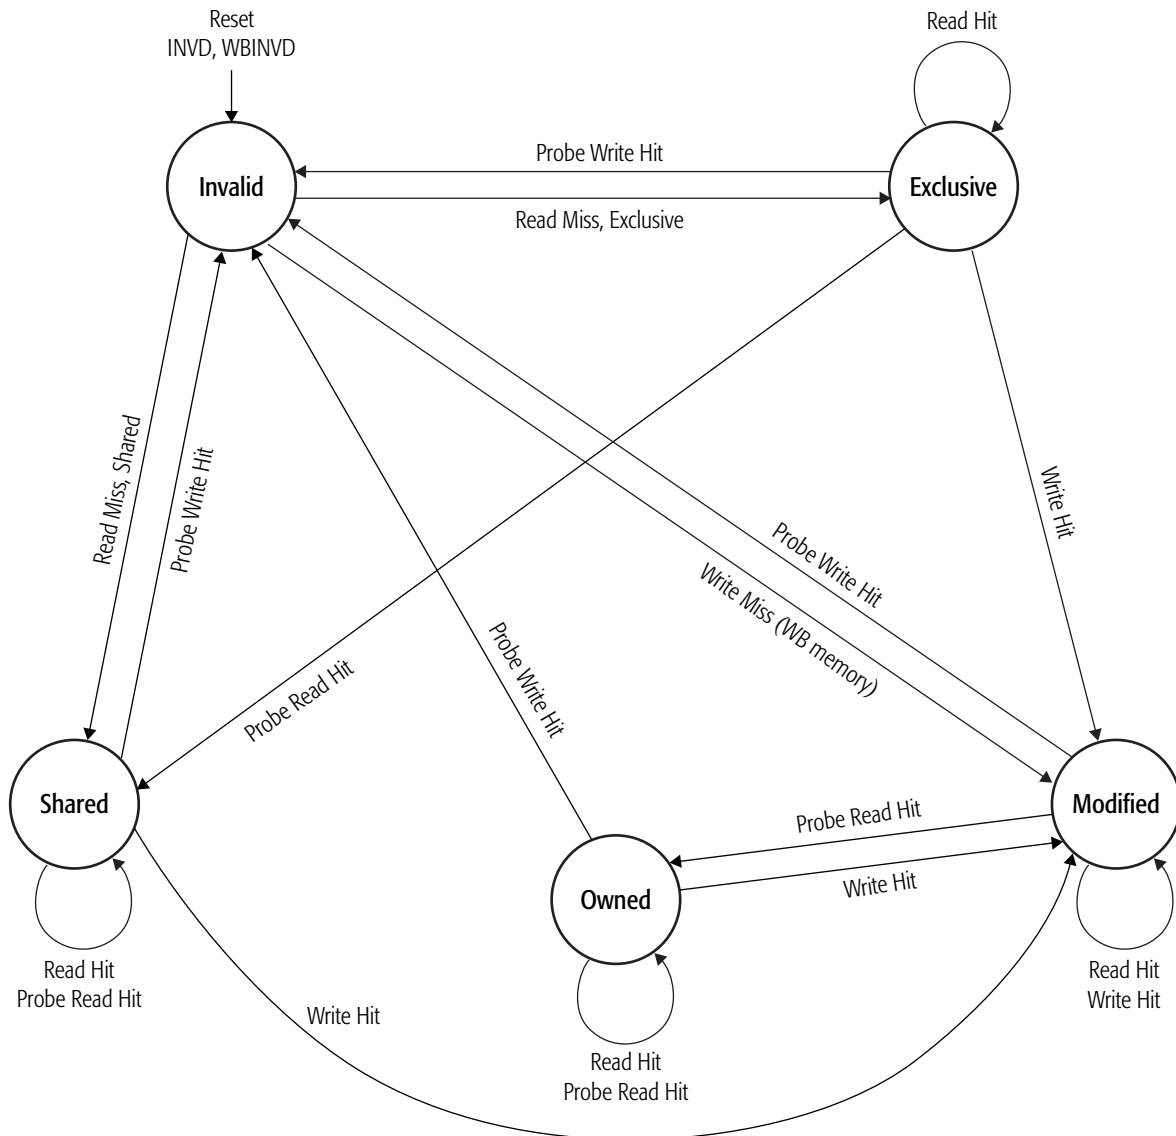 Reset
INVD, WBINVD
Read Hit
Invalid
Probe Write Hit
Exclusive
Read Miss, Exclusive
Read Miss, Shared
Probe Write Hit
Probe Write Hit
Probe Read Hit
Write Miss (WB memory)
Probe Write Hit
Write Hit
Shared
Probe Read Hit
Modified
Write Hit
Owned
Read Hit
Probe Read Hit
Write Hit
Read Hit
Probe Read Hit
Read Hit
Write Hit